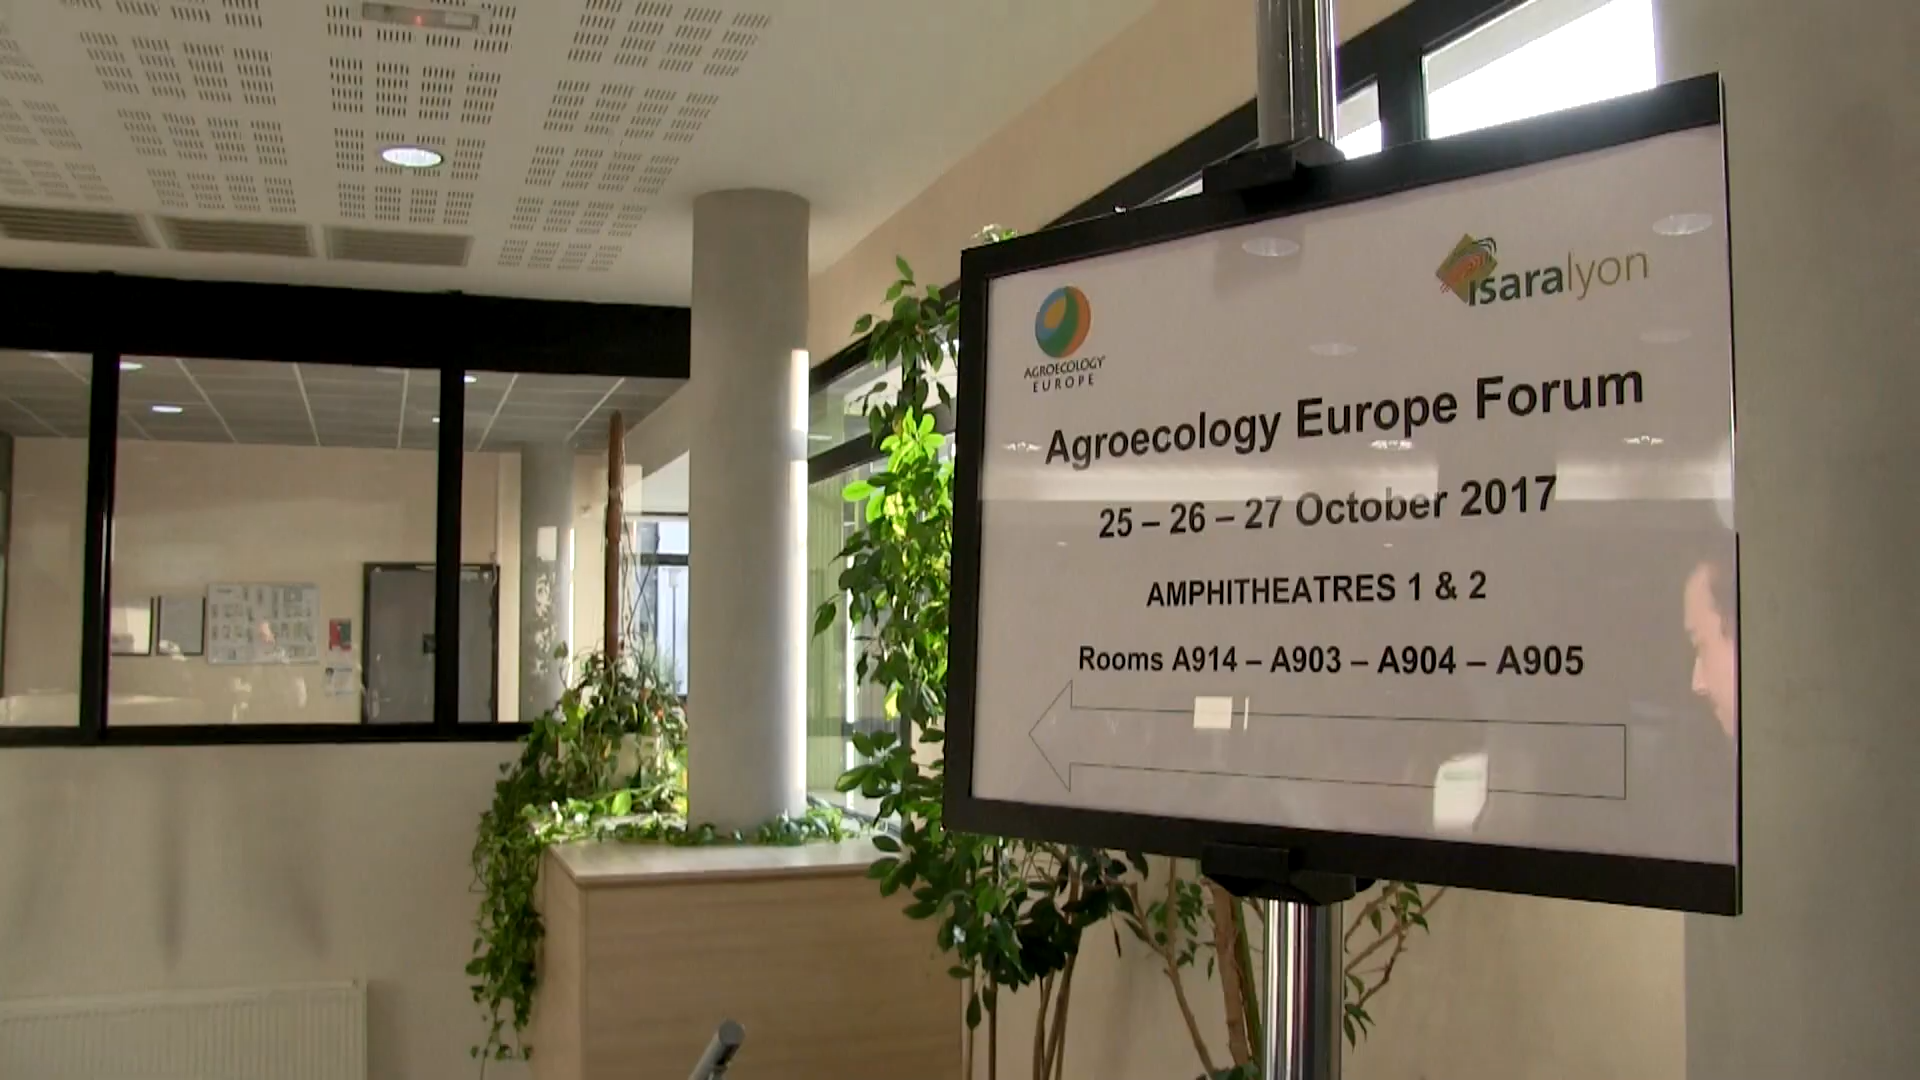 isaralyon
AGROECOLOGY
EUROPE
Agroecology Europe Forum
25 – 26 – 27 October 2017
AMPHITHEATRES 1 & 2
Rooms A914 – A903 – A904 – A905